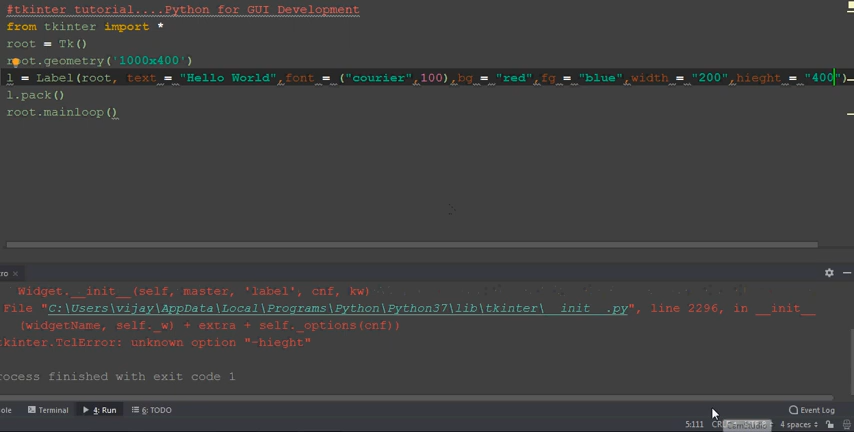 #tkinter tutorial....Python for GUI Development
from tkinter import *
root = Tk()
root.geometry('1000x400')
l = Label(root, text = "Hello World",font = ("courier",100),bg = "red",fg = "blue",width = "200",hieght = "400")
l.pack()
root.mainloop()
ro
Widget.__init__(self, master, 'label', cnf, kw)
File "C:\Users\vijay\AppData\Local\Programs\Python\Python37\lib\tkinter\__init__.py", line 2296, in __init__
(widgetName, self._w) + extra + self._options(cnf))
tkinter.TclError: unknown option "-hieght"
rocess finished with exit code 1
ole Terminal 4: Run 6: TODO Event Log
5:111 4 spaces